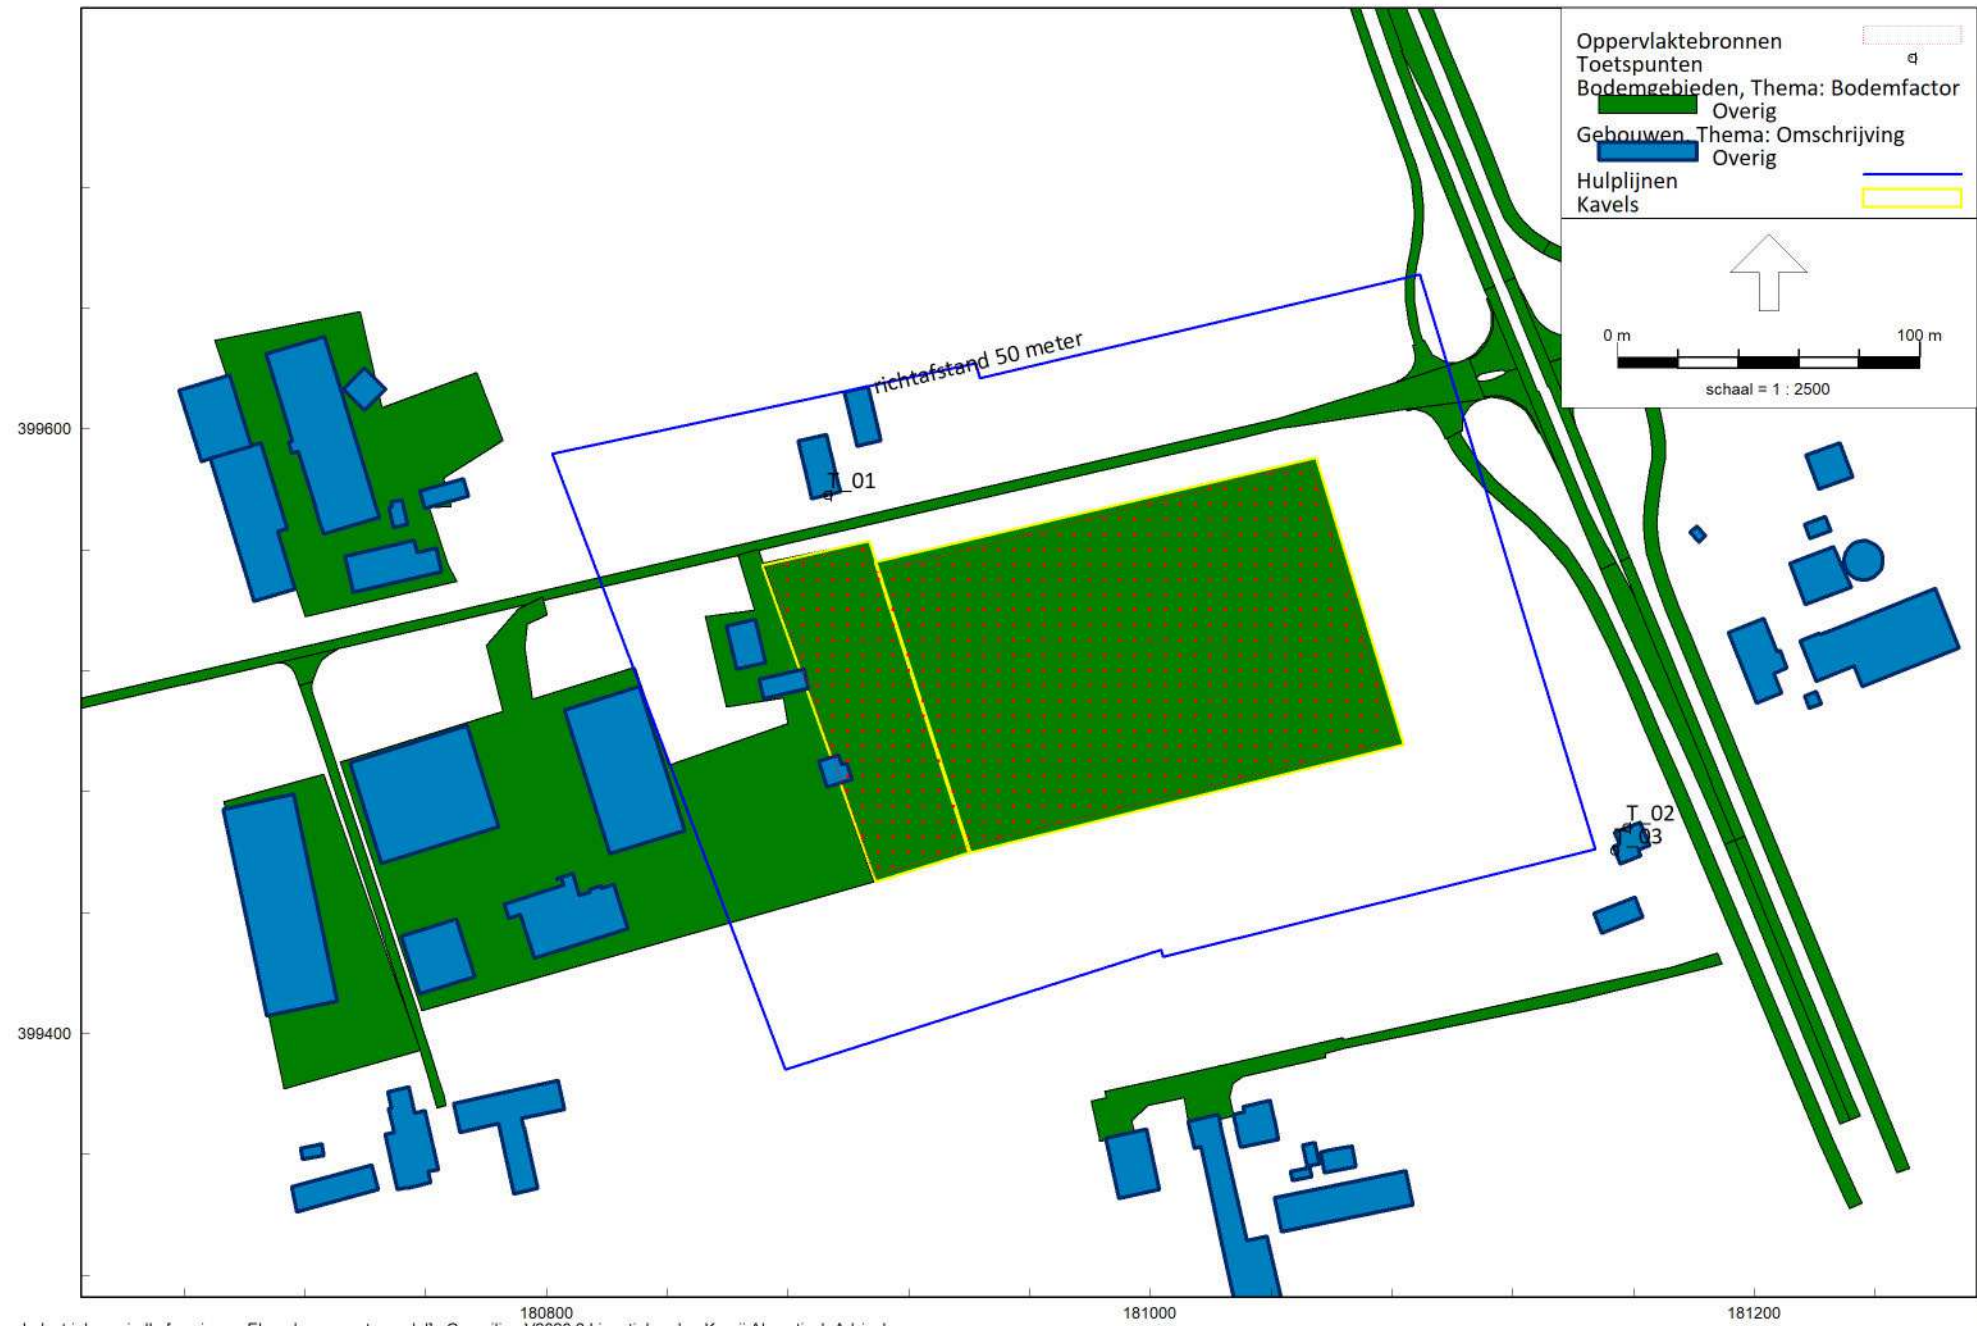 Oppervlaktebronnen
Toetspunten
Bodemgebieden, Thema: Bodemfactor
Overig
Gebouwen, Thema: Omschrijving
Overig
Hulplijnen
Kavels
0 m 100 m
schaal = 1 : 2500
richtafstand 50 meter
399600
T_01
T_02
_03
399400
180800 181000 181200